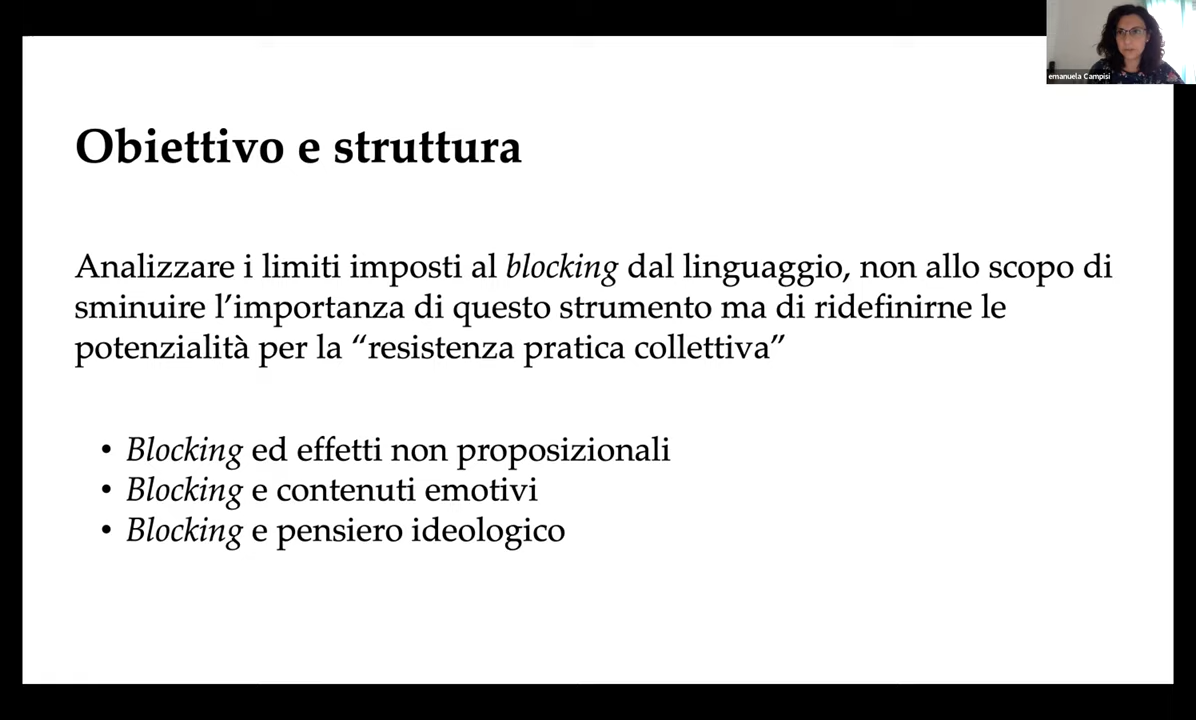 emanuela Campisi
Obiettivo e struttura
Analizzare i limiti imposti al blocking dal linguaggio, non allo scopo di
sminuire l’importanza di questo strumento ma di ridefinirne le
potenzialità per la “resistenza pratica collettiva”
• Blocking ed effetti non proposizionali
• Blocking e contenuti emotivi
• Blocking e pensiero ideologico